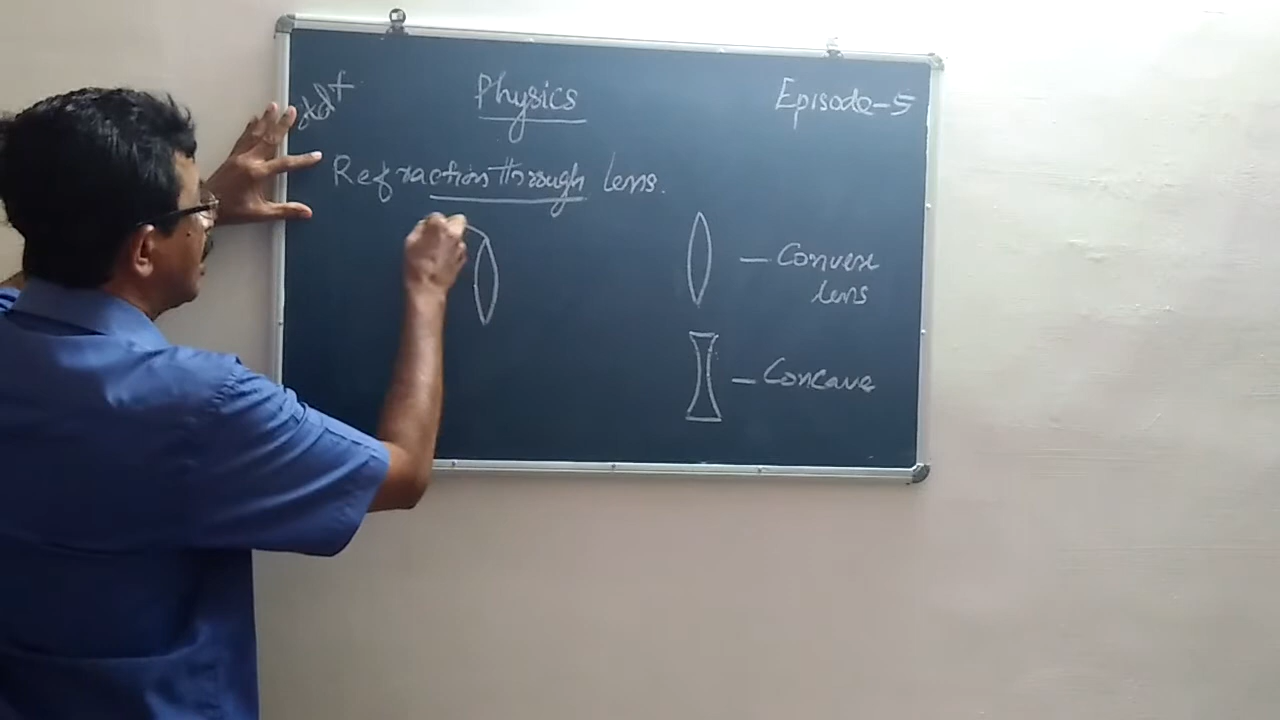 Physics
Episode-5
Refraction through lens.
— Convex
lens
— Concave